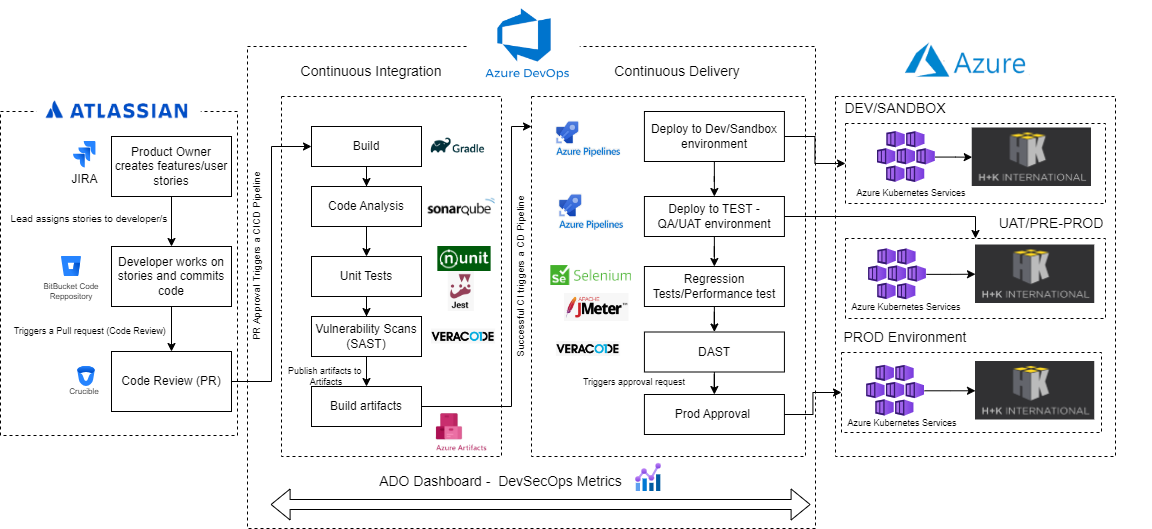 Azure DevOps
Continuous Integration
Continuous Delivery
Azure
ATLASSIAN
JIRA
Product Owner
creates features/user
stories
Lead assigns stories to developer/s
BitBucket Code
Reppository
Developer works on
stories and commits
code
Triggers a Pull request (Code Review)
Crucible
Code Review (PR)
PR Approval Triggers a CICD Pipeline
Build
Gradle
Code Analysis
sonarqube
Unit Tests
nunit
Jest
Vulnerability Scans
(SAST)
VERACODE
Publish artifacts to
Artifacts
Build artifacts
Azure Artifacts
Successful CI triggers a CD Pipeline
Azure Pipelines
Deploy to Dev/Sandbox
environment
Azure Pipelines
Deploy to TEST -
QA/UAT environment
Se Selenium
APACHE
JMeter™
Regression
Tests/Performance test
VERACODE
DAST
Triggers approval request
Prod Approval
DEV/SANDBOX
Azure Kubernetes Services
HK
H+K INTERNATIONAL
UAT/PRE-PROD
Azure Kubernetes Services
HK
H+K INTERNATIONAL
PROD Environment
Azure Kubernetes Services
HK
H+K INTERNATIONAL
ADO Dashboard - DevSecOps Metrics